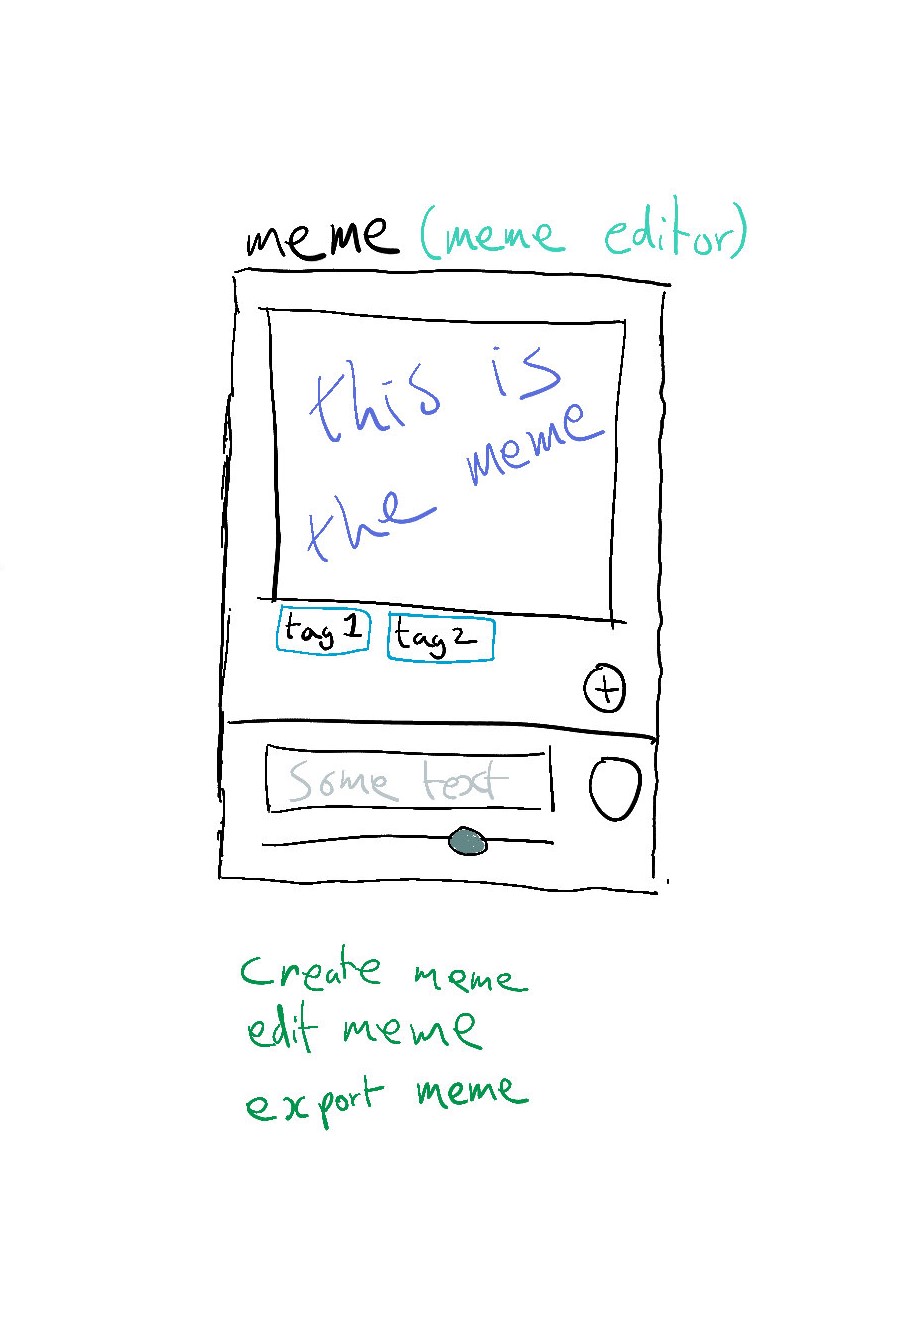 meme (meme editor)
this is
the meme
tag 1 tag 2
+
Some text
create meme
edit meme
export meme